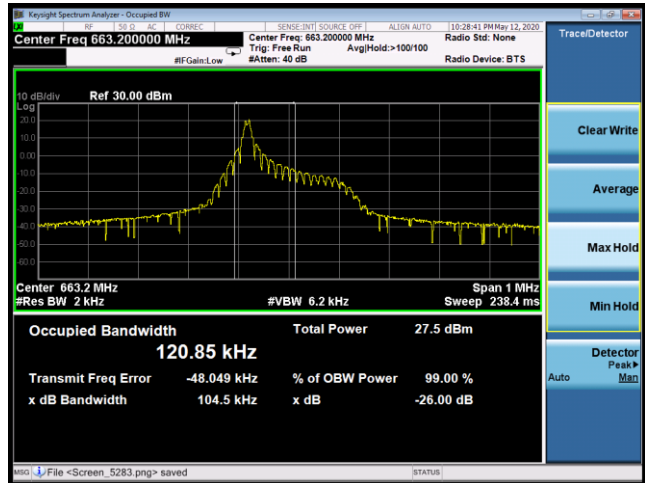 Keysight Spectrum Analyzer - Occupied BW
RF 50 Ω AC CORREC SENSE:INT SOURCE OFF ALIGN AUTO 10:28:41 PM May 12, 2020
Center Freq 663.200000 MHz
Center Freq: 663.200000 MHz
Radio Std: None
Trig: Free Run Avg|Hold:>100/100
#IFGain:Low #Atten: 40 dB Radio Device: BTS
Trace/Detector
10 dB/div Ref 30.00 dBm
Log
20.0
10.0
0.00
-10.0
-20.0
-30.0
-40.0
-50.0
-60.0
Center 663.2 MHz Span 1 MHz
#Res BW 2 kHz #VBW 6.2 kHz Sweep 238.4 ms
Occupied Bandwidth Total Power 27.5 dBm
120.85 kHz
Transmit Freq Error -48.049 kHz % of OBW Power 99.00 %
x dB Bandwidth 104.5 kHz x dB -26.00 dB
Clear Write
Average
Max Hold
Min Hold
Detector
Peak▶
Auto Man
MSG File <Screen_5283.png> saved STATUS